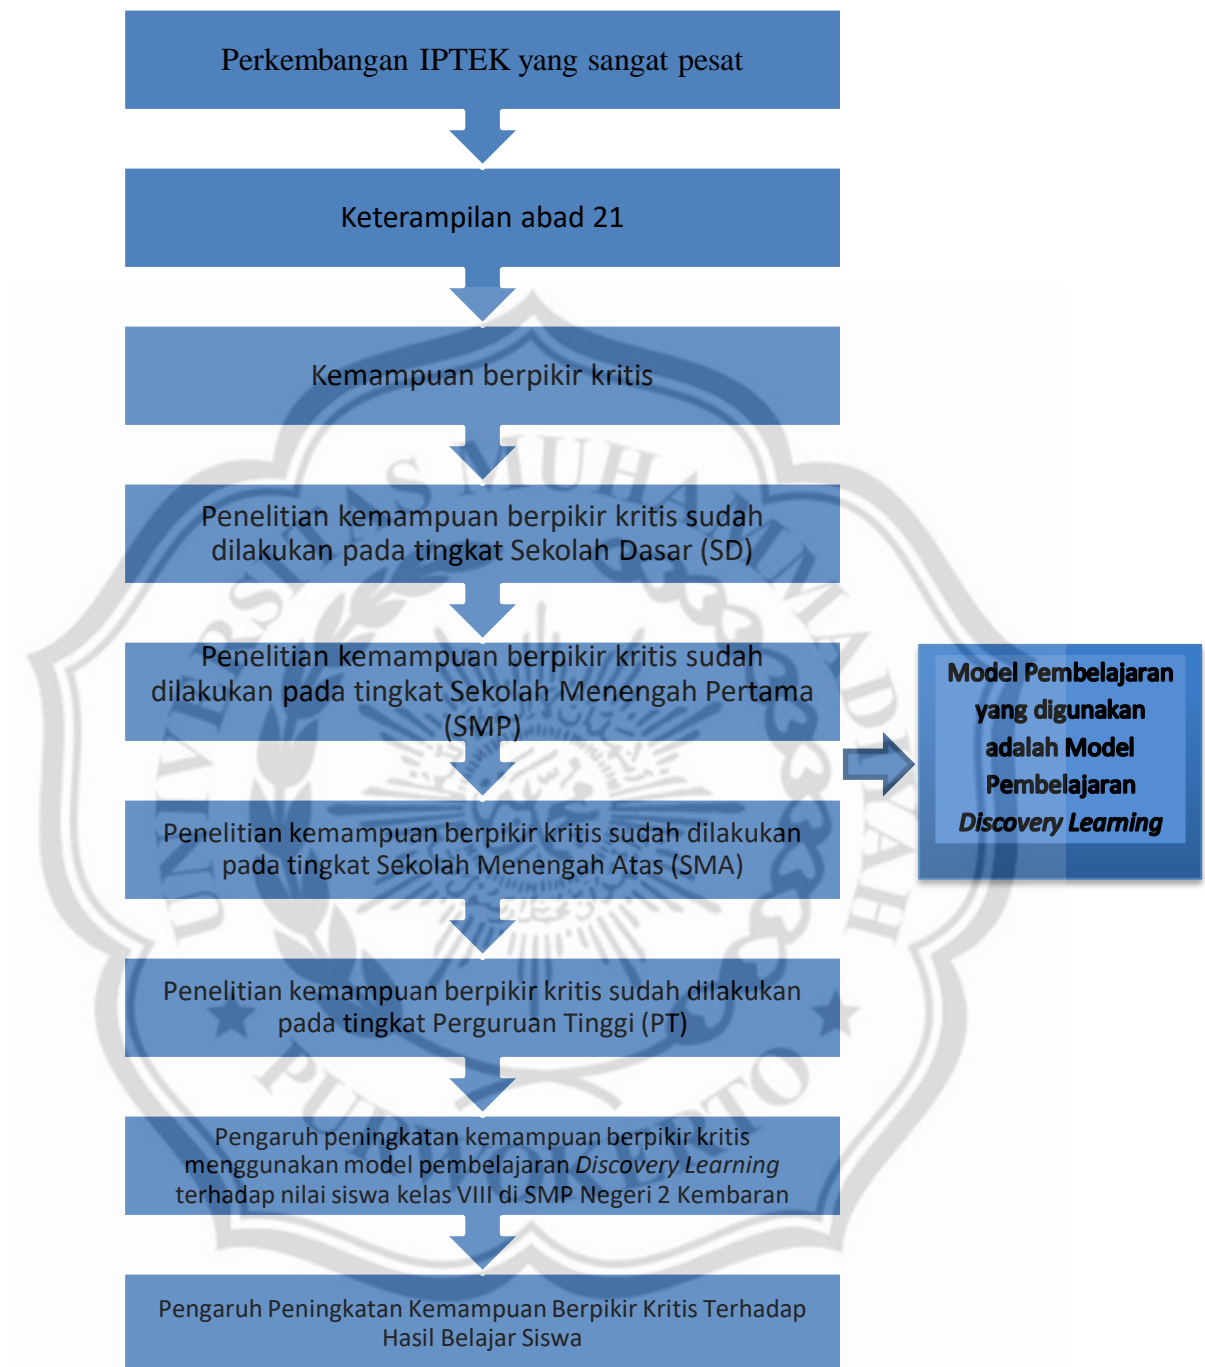 Perkembangan IPTEK yang sangat pesat
Keterampilan abad 21
Kemampuan berpikir kritis
Penelitian kemampuan berpikir kritis sudah
dilakukan pada tingkat Sekolah Dasar (SD)
Penelitian kemampuan berpikir kritis sudah
dilakukan pada tingkat Sekolah Menengah Pertama
(SMP)
Model Pembelajaran
yang digunakan
adalah Model
Pembelajaran
Discovery Learning
Penelitian kemampuan berpikir kritis sudah dilakukan
pada tingkat Sekolah Menengah Atas (SMA)
Penelitian kemampuan berpikir kritis sudah dilakukan
pada tingkat Perguruan Tinggi (PT)
Pengaruh peningkatan kemampuan berpikir kritis
menggunakan model pembelajaran Discovery Learning
terhadap nilai siswa kelas VIII di SMP Negeri 2 Kembaran
Pengaruh Peningkatan Kemampuan Berpikir Kritis Terhadap
Hasil Belajar Siswa
UNIVERSITAS MUHAMMADIYAH
PURWOKERTO